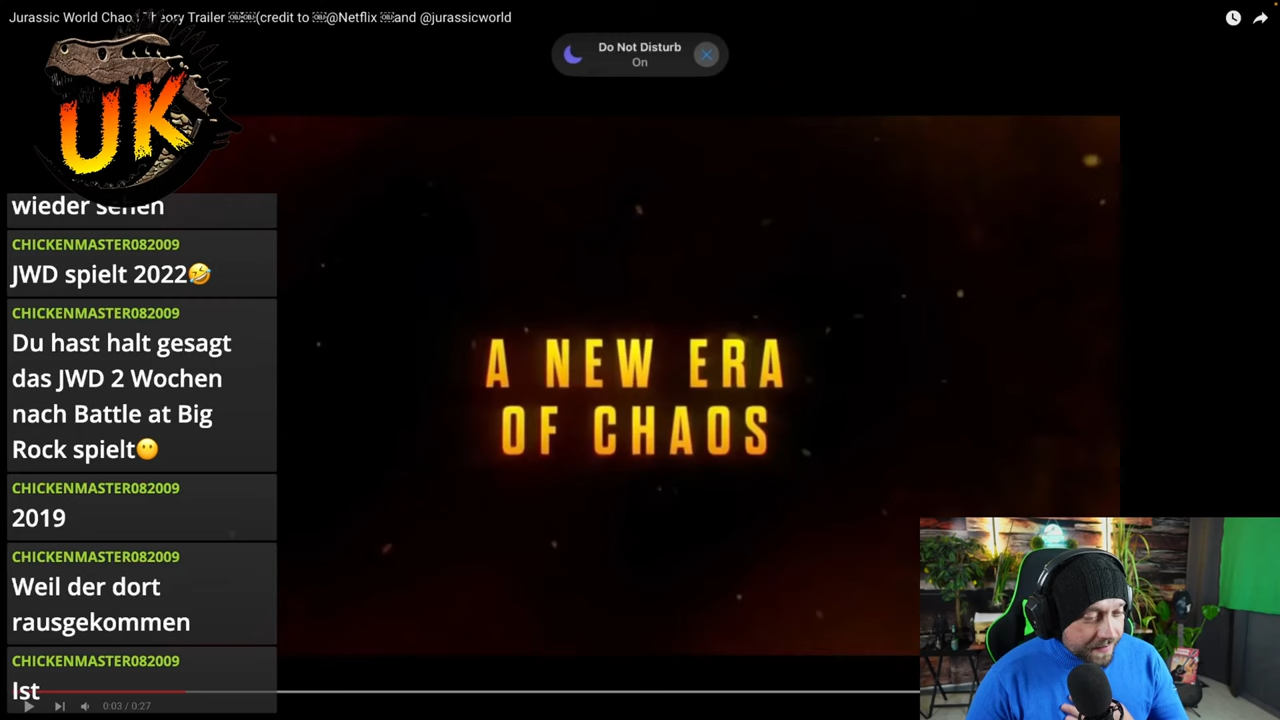 Jurassic World Chaos Theory Trailer (credit to @Netflix and @jurassicworld
Do Not Disturb
On
UK
wieder sehen
CHICKENMASTER082009
JWD spielt 2022🤣
CHICKENMASTER082009
Du hast halt gesagt
das JWD 2 Wochen
nach Battle at Big
Rock spielt😶
CHICKENMASTER082009
2019
CHICKENMASTER082009
Weil der dort
rausgekommen
CHICKENMASTER082009
Ist
0:03 / 0:27
A NEW ERA
OF CHAOS